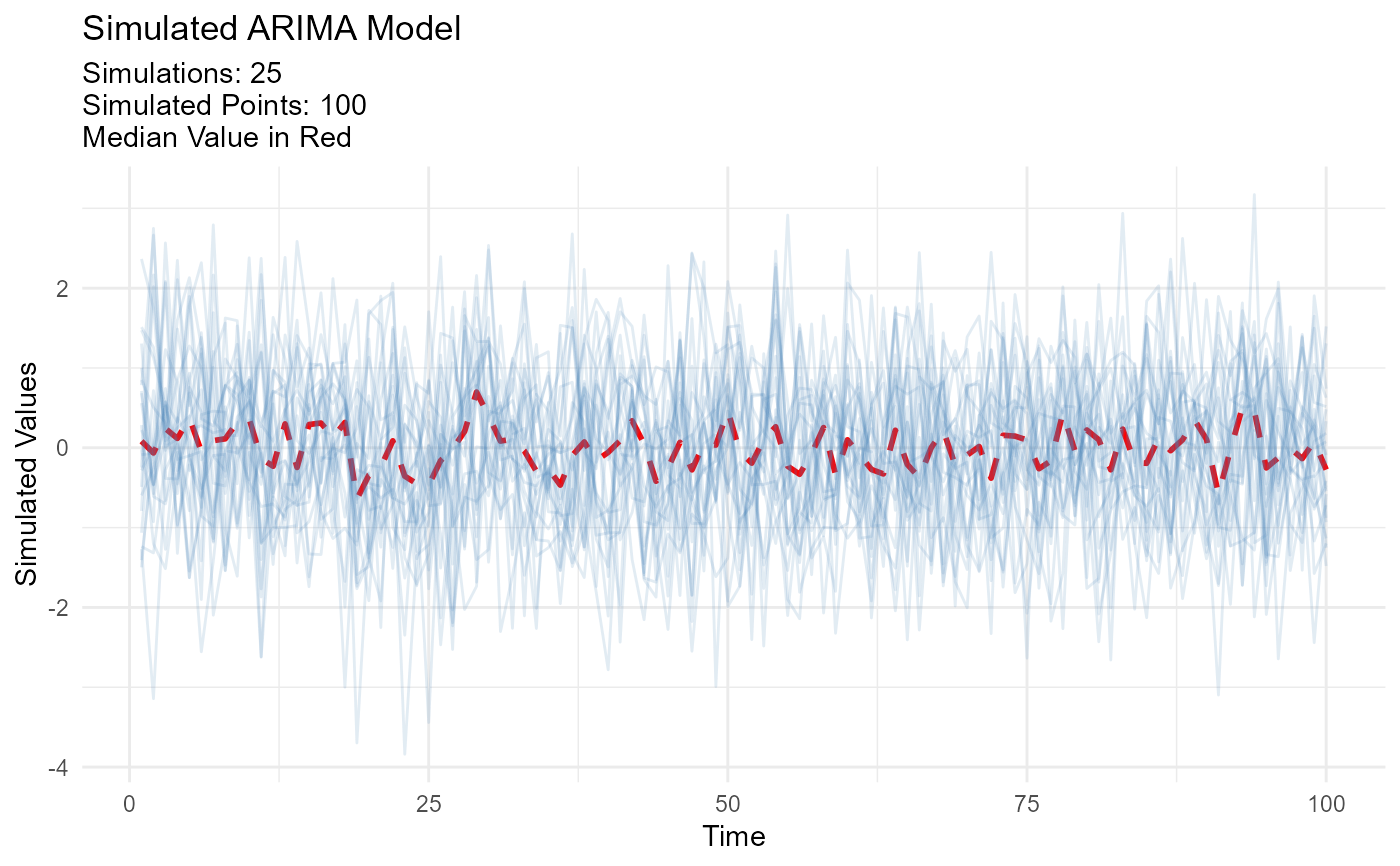 Simulated ARIMA Model
Simulations: 25
Simulated Points: 100
Median Value in Red
Simulated Values
2
0
-2
-4
0
25
50
75
100
Time